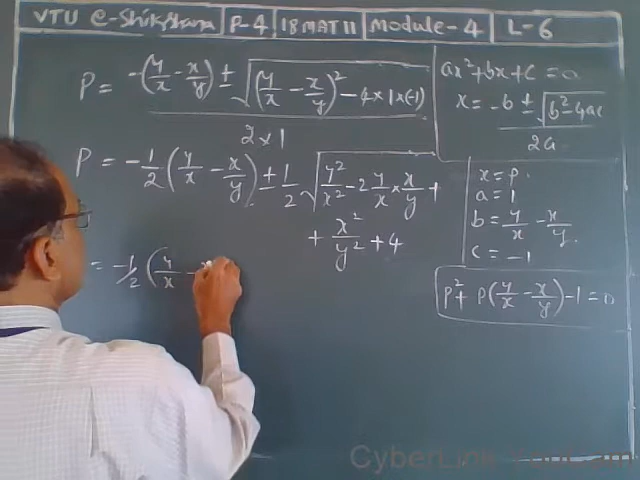 VTU e-Shikshana P-4 18MAT11 Module-4 L-6
P = -(y/x - x/y) ± √((y/x - x/y)² - 4×1×(-1))
2×1
ax²+bx+c = 0
x = -b ± √(b²-4ac)
2a
P = -1/2 (y/x - x/y) ± 1/2 √(y²/x² - 2 y/x × x/y +
+ x²/y² + 4
x = p.
a = 1
b = y/x - x/y.
c = -1
p² + p(y/x - x/y) - 1 = 0
= -1/2 (y/x -
CyberLink YouCam